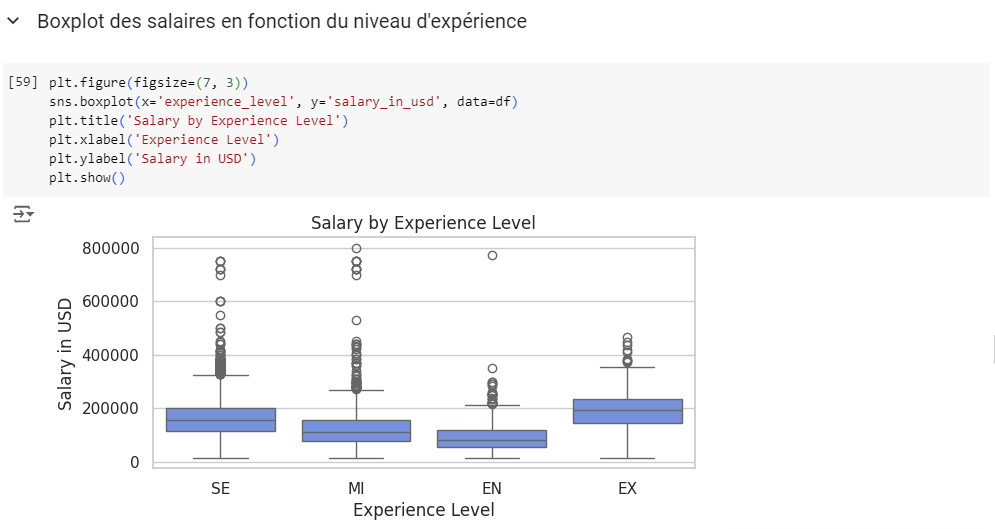 Boxplot des salaires en fonction du niveau d'expérience
[59] plt.figure(figsize=(7, 3))
sns.boxplot(x='experience_level', y='salary_in_usd', data=df)
plt.title('Salary by Experience Level')
plt.xlabel('Experience Level')
plt.ylabel('Salary in USD')
plt.show()
Salary by Experience Level
800000
600000
400000
200000
0
Salary in USD
SE MI EN EX
Experience Level